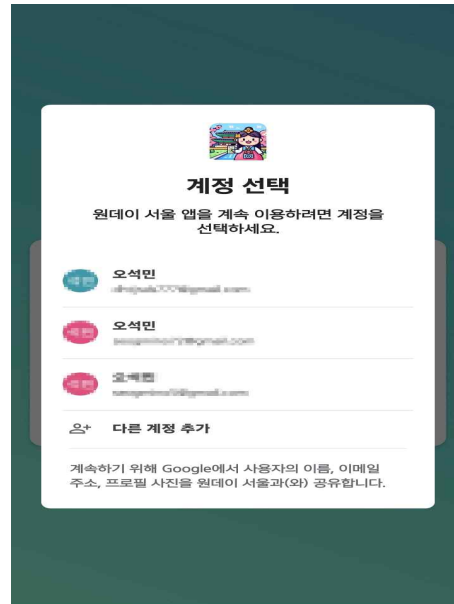 계정 선택
원데이 서울 앱을 계속 이용하려면 계정을
선택하세요.
오석민
오석민
다른 계정 추가
계속하기 위해 Google에서 사용자의 이름, 이메일
주소, 프로필 사진을 원데이 서울과(와) 공유합니다.